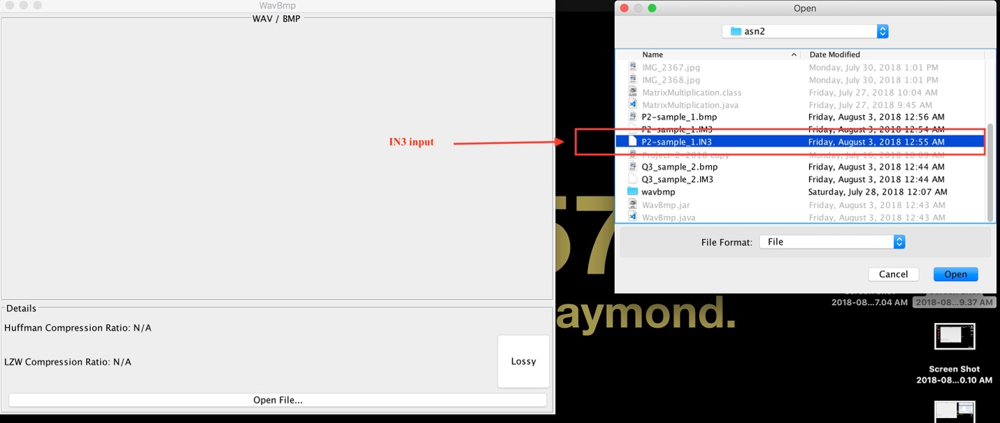 WavBmp
WAV / BMP
IN3 input
Details
Huffman Compression Ratio: N/A
LZW Compression Ratio: N/A
Lossy
Open File...
Open
asn2
Name Date Modified
IMG_2367.jpg Monday, July 30, 2018 1:01 PM
IMG_2368.jpg Monday, July 30, 2018 1:01 PM
MatrixMultiplication.class Friday, July 27, 2018 10:04 AM
MatrixMultiplication.java Friday, July 27, 2018 9:45 AM
P2-sample_1.bmp Friday, August 3, 2018 12:56 AM
P2-sample_1.IM3 Friday, August 3, 2018 12:54 AM
P2-sample_1.IN3 Friday, August 3, 2018 12:55 AM
Project-2-2018 copy Monday, July 16, 2018 10:09 AM
Q3_sample_2.bmp Friday, August 3, 2018 12:44 AM
Q3_sample_2.IM3 Friday, August 3, 2018 12:44 AM
wavbmp Saturday, July 28, 2018 12:07 AM
WavBmp.jar Friday, August 3, 2018 12:43 AM
WavBmp.java Friday, August 3, 2018 12:43 AM
File Format: File
Cancel Open
57
aymond.
2018-08...7.04 AM 2018-08...9.37 AM
Screen Shot
2018-08...0.10 AM